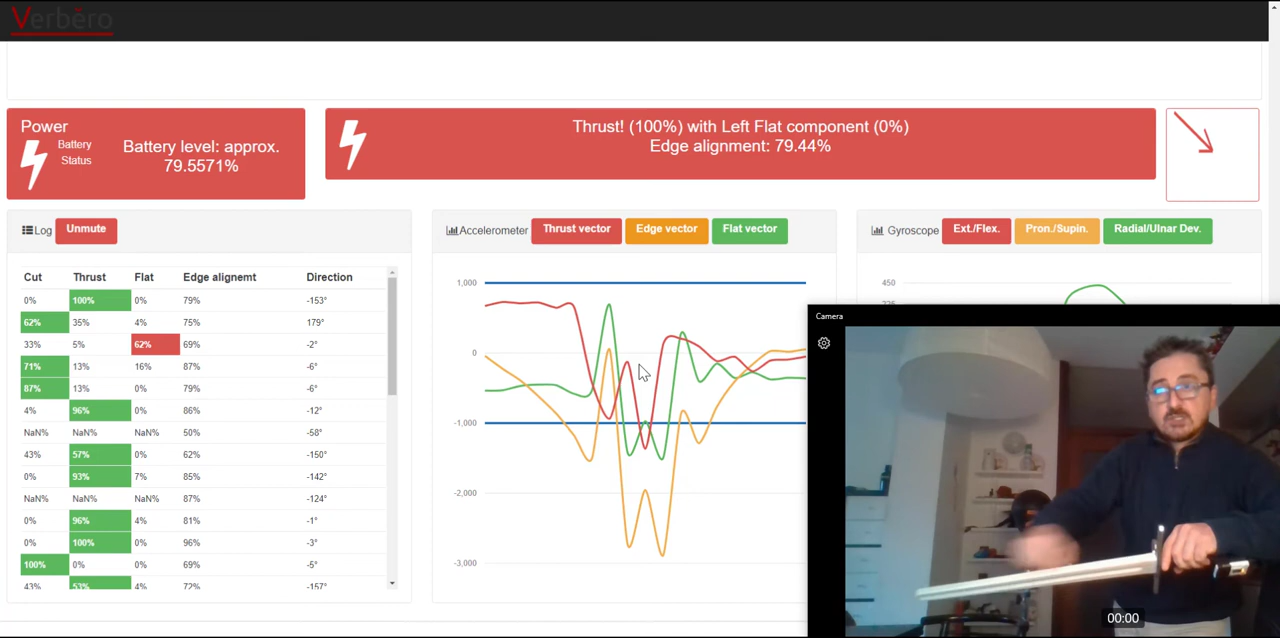 Verbēro
Power
Battery
Status
Battery level: approx.
79.5571%
Thrust! (100%) with Left Flat component (0%)
Edge alignment: 79.44%
Log
Unmute
Accelerometer
Thrust vector
Edge vector
Flat vector
Gyroscope
Ext./Flex.
Pron./Supin.
Radial/Ulnar Dev.
Cut Thrust Flat Edge alignemt Direction
0% 100% 0% 79% -153°
62% 35% 4% 75% 179°
33% 5% 62% 69% -2°
71% 13% 16% 87% -6°
87% 13% 0% 79% -6°
4% 96% 0% 86% -12°
NaN% NaN% NaN% 50% -58°
43% 57% 0% 62% -150°
0% 93% 7% 85% -142°
NaN% NaN% NaN% 87% -124°
0% 96% 4% 81% -1°
0% 100% 0% 96% -3°
100% 0% 0% 69% -5°
43% 53% 4% 72% -157°
1,000
0
-1,000
-2,000
-3,000
450
Camera
00:00